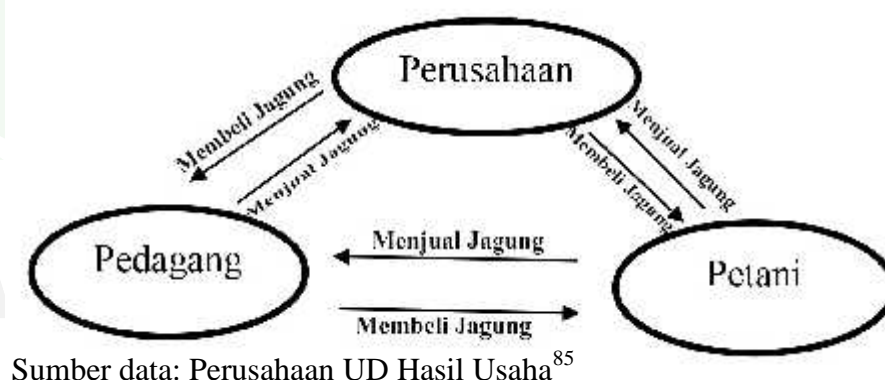 Perusahaan
Membeli Jagung
Menjual Jagung
Menjual Jagung
Membeli Jagung
Pedagang
Menjual Jagung
Membeli Jagung
Petani
Sumber data: Perusahaan UD Hasil Usaha85